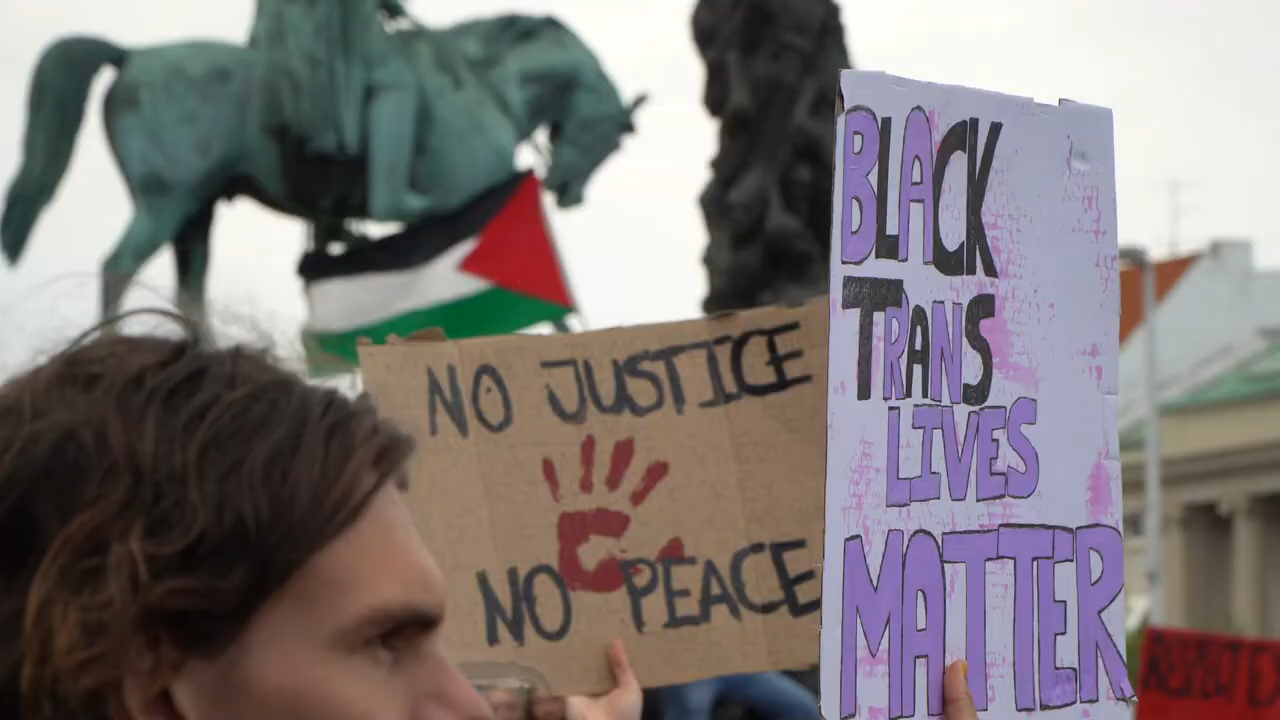 NO JUSTICE
NO PEACE
BLACK
TRANS
LIVES
MATTER